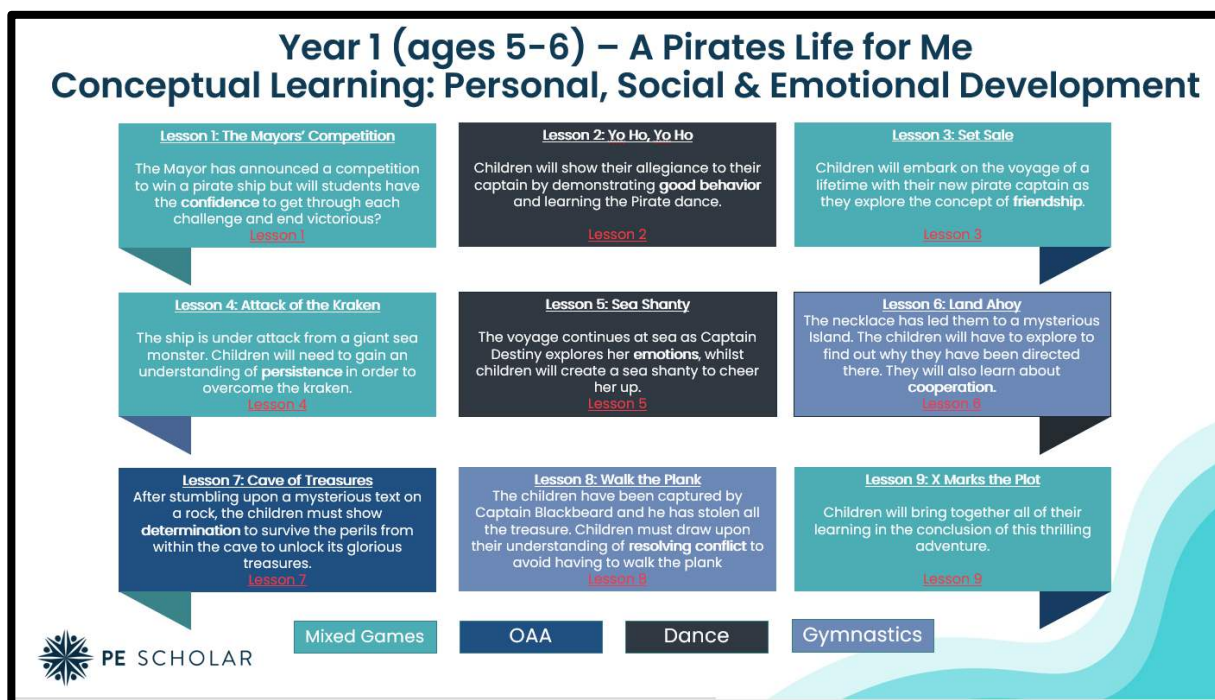 Year 1 (ages 5-6) – A Pirates Life for Me
Conceptual Learning: Personal, Social & Emotional Development
Lesson 1: The Mayors' Competition
The Mayor has announced a competition
to win a pirate ship but will students have
the confidence to get through each
challenge and end victorious?
Lesson 1
Lesson 2: Yo Ho, Yo Ho
Children will show their allegiance to their
captain by demonstrating good behavior
and learning the Pirate dance.
Lesson 2
Lesson 3: Set Sale
Children will embark on the voyage of a
lifetime with their new pirate captain as
they explore the concept of friendship.
Lesson 3
Lesson 4: Attack of the Kraken
The ship is under attack from a giant sea
monster. Children will need to gain an
understanding of persistence in order to
overcome the kraken.
Lesson 4
Lesson 5: Sea Shanty
The voyage continues at sea as Captain
Destiny explores her emotions, whilst
children will create a sea shanty to cheer
her up.
Lesson 5
Lesson 6: Land Ahoy
The necklace has led them to a mysterious
Island. The children will have to explore to
find out why they have been directed
there. They will also learn about
cooperation.
Lesson 6
Lesson 7: Cave of Treasures
After stumbling upon a mysterious text on
a rock, the children must show
determination to survive the perils from
within the cave to unlock its glorious
treasures.
Lesson 7
Lesson 8: Walk the Plank
The children have been captured by
Captain Blackbeard and he has stolen all
the treasure. Children must draw upon
their understanding of resolving conflict to
avoid having to walk the plank
Lesson 8
Lesson 9: X Marks the Plot
Children will bring together all of their
learning in the conclusion of this thrilling
adventure.
Lesson 9
Mixed Games
OAA
Dance
Gymnastics
PE SCHOLAR